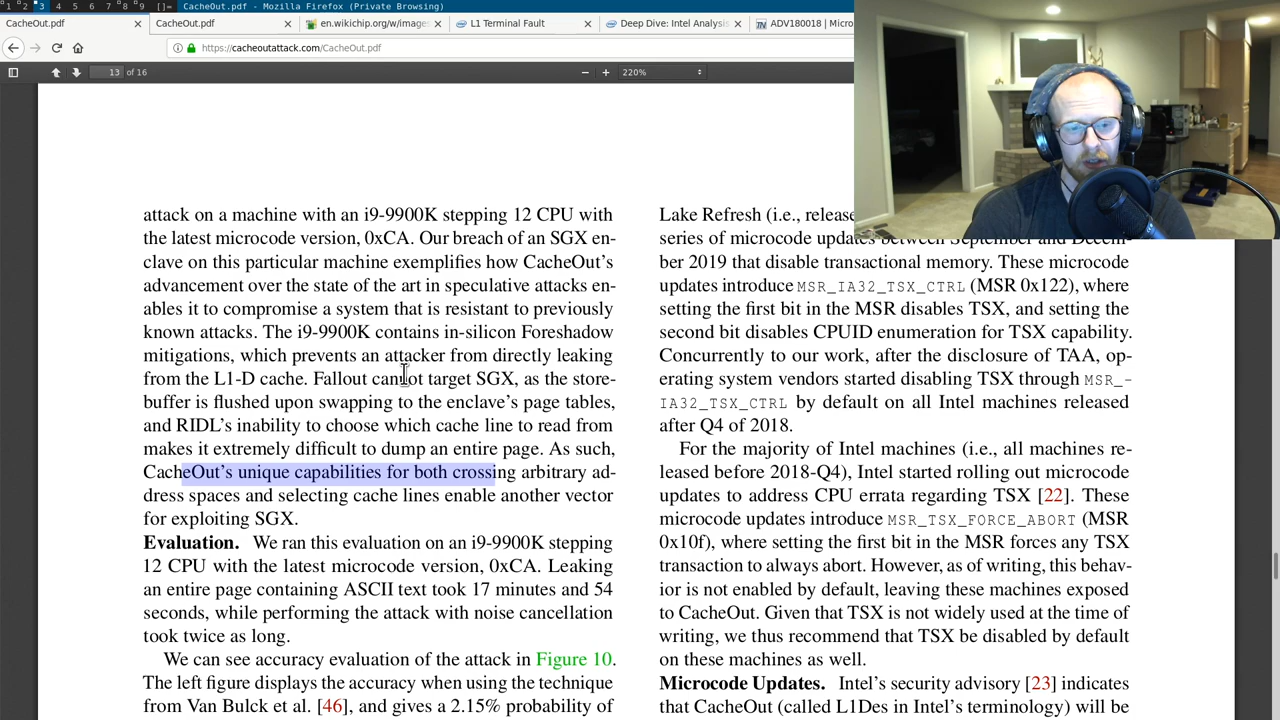 1 2 3 4 5 6 7 8 9 []= CacheOut.pdf - Mozilla Firefox (Private Browsing)
CacheOut.pdf × CacheOut.pdf × en.wikichip.org/w/images × L1 Terminal Fault × Deep Dive: Intel Analysis × ADV180018 | Micro
https://cacheoutattack.com/CacheOut.pdf
13 of 16 − + 220%
attack on a machine with an i9-9900K stepping 12 CPU with
the latest microcode version, 0xCA. Our breach of an SGX en-
clave on this particular machine exemplifies how CacheOut's
advancement over the state of the art in speculative attacks en-
ables it to compromise a system that is resistant to previously
known attacks. The i9-9900K contains in-silicon Foreshadow
mitigations, which prevents an attacker from directly leaking
from the L1-D cache. Fallout cannot target SGX, as the store-
buffer is flushed upon swapping to the enclave's page tables,
and RIDL's inability to choose which cache line to read from
makes it extremely difficult to dump an entire page. As such,
CacheOut's unique capabilities for both crossing arbitrary ad-
dress spaces and selecting cache lines enable another vector
for exploiting SGX.
Evaluation. We ran this evaluation on an i9-9900K stepping
12 CPU with the latest microcode version, 0xCA. Leaking
an entire page containing ASCII text took 17 minutes and 54
seconds, while performing the attack with noise cancellation
took twice as long.
We can see accuracy evaluation of the attack in Figure 10.
The left figure displays the accuracy when using the technique
from Van Bulck et al. [46], and gives a 2.15% probability of
Lake Refresh (i.e., release
series of microcode updates between September and Decem-
ber 2019 that disable transactional memory. These microcode
updates introduce MSR_IA32_TSX_CTRL (MSR 0x122), where
setting the first bit in the MSR disables TSX, and setting the
second bit disables CPUID enumeration for TSX capability.
Concurrently to our work, after the disclosure of TAA, op-
erating system vendors started disabling TSX through MSR_-
IA32_TSX_CTRL by default on all Intel machines released
after Q4 of 2018.
For the majority of Intel machines (i.e., all machines re-
leased before 2018-Q4), Intel started rolling out microcode
updates to address CPU errata regarding TSX [22]. These
microcode updates introduce MSR_TSX_FORCE_ABORT (MSR
0x10f), where setting the first bit in the MSR forces any TSX
transaction to always abort. However, as of writing, this behav-
ior is not enabled by default, leaving these machines exposed
to CacheOut. Given that TSX is not widely used at the time of
writing, we thus recommend that TSX be disabled by default
on these machines as well.
Microcode Updates. Intel's security advisory [23] indicates
that CacheOut (called L1Des in Intel's terminology) will be